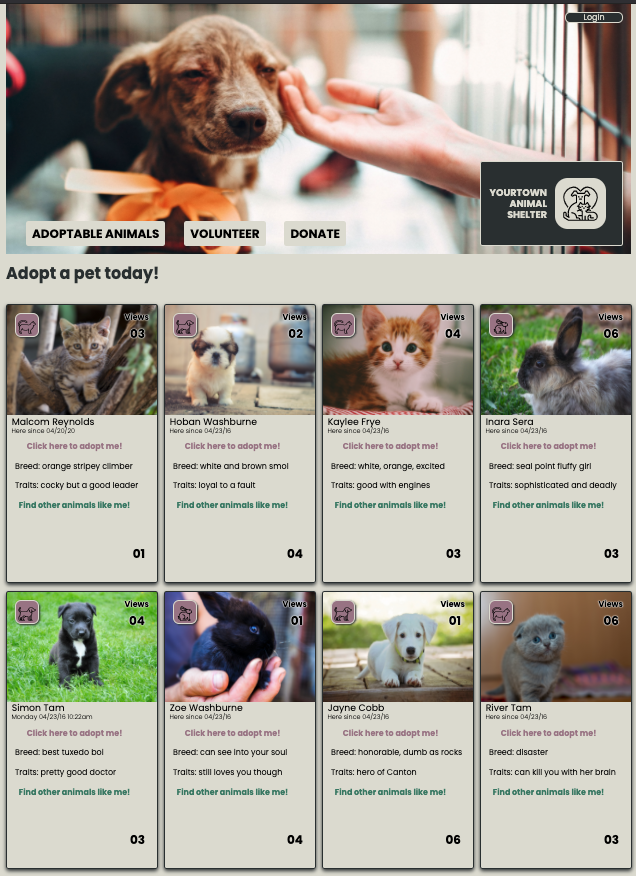 Login
YOURTOWN
ANIMAL
SHELTER
ADOPTABLE ANIMALS
VOLUNTEER
DONATE
Adopt a pet today!
Views
03
Malcom Reynolds
Here since 04/20/20
Click here to adopt me!
Breed: orange stripey climber
Traits: cocky but a good leader
Find other animals like me!
01
Views
02
Hoban Washburne
Here since 04/23/16
Click here to adopt me!
Breed: white and brown smol
Traits: loyal to a fault
Find other animals like me!
04
Views
04
Kaylee Frye
Here since 04/23/16
Click here to adopt me!
Breed: white, orange, excited
Traits: good with engines
Find other animals like me!
03
Views
06
Inara Sera
Here since 04/23/16
Click here to adopt me!
Breed: seal point fluffy girl
Traits: sophisticated and deadly
Find other animals like me!
03
Views
04
Simon Tam
Monday 04/23/16 10:22am
Click here to adopt me!
Breed: best tuxedo boi
Traits: pretty good doctor
Find other animals like me!
03
Views
01
Zoe Washburne
Here since 04/23/16
Click here to adopt me!
Breed: can see into your soul
Traits: still loves you though
Find other animals like me!
04
Views
01
Jayne Cobb
Here since 04/23/16
Click here to adopt me!
Breed: honorable, dumb as rocks
Traits: hero of Canton
Find other animals like me!
06
Views
06
River Tam
Here since 04/23/16
Click here to adopt me!
Breed: disaster
Traits: can kill you with her brain
Find other animals like me!
03